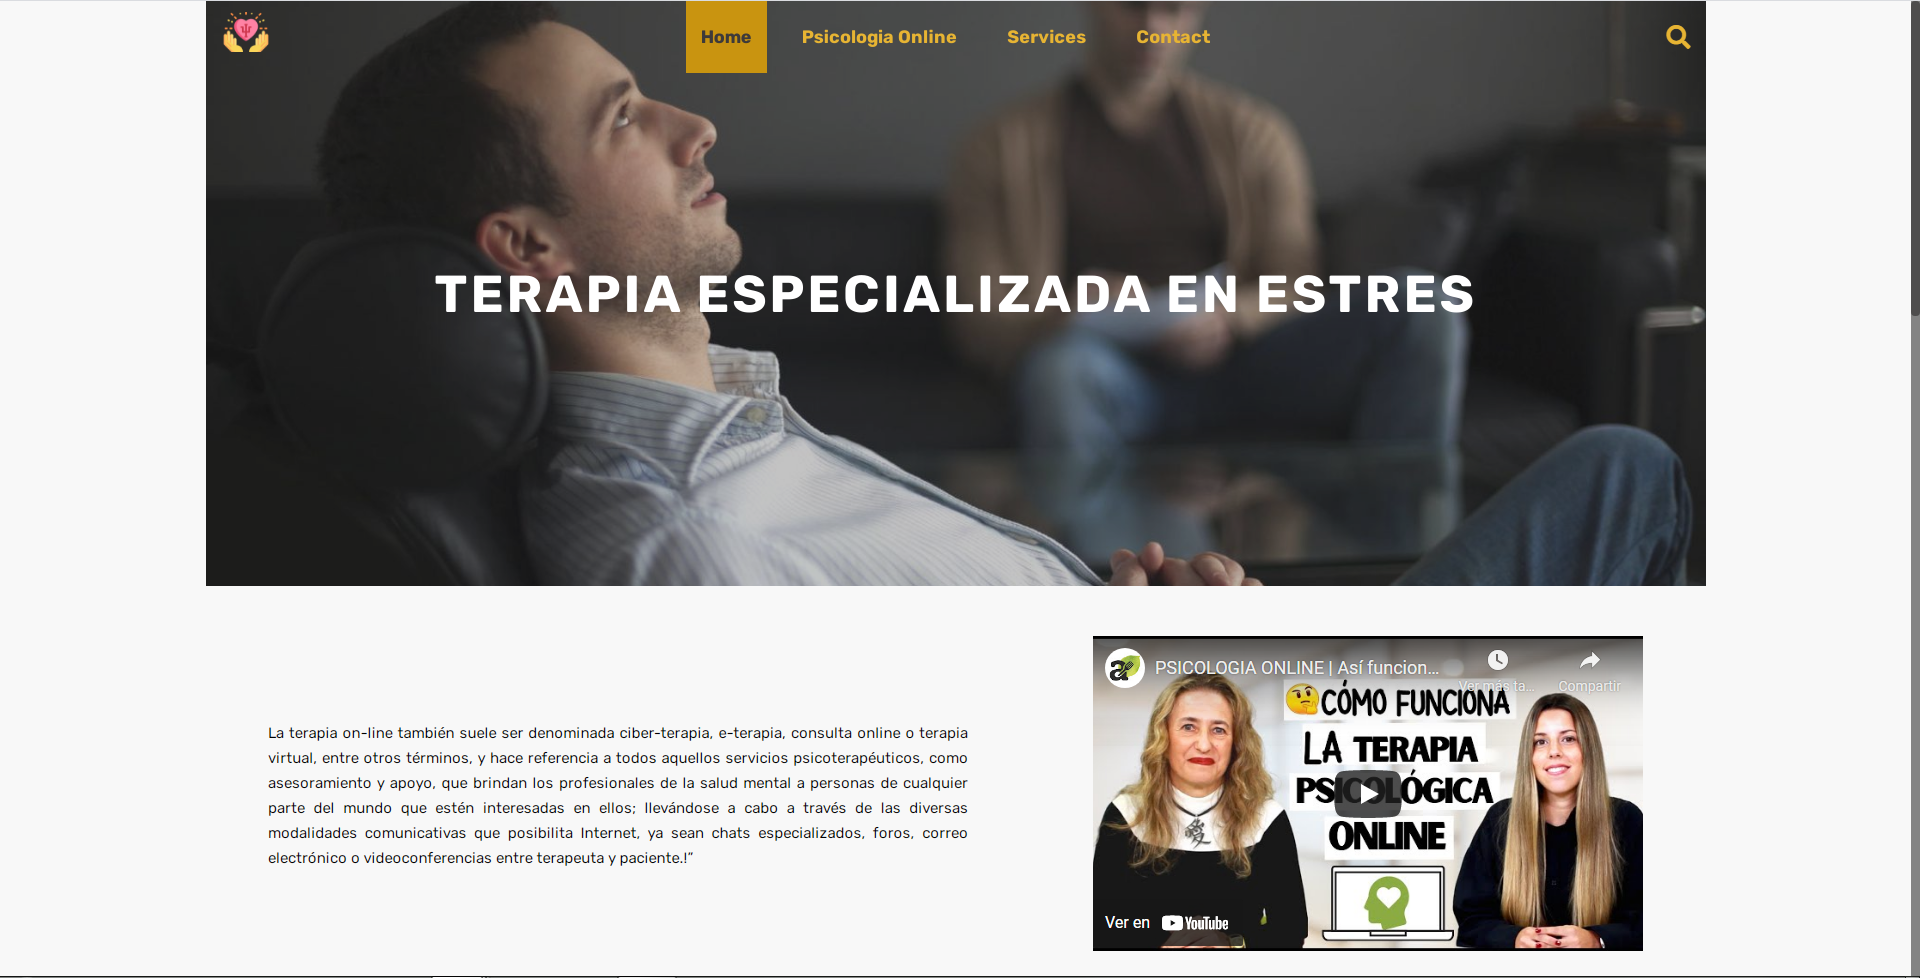 Home
Psicologia Online
Services
Contact
TERAPIA ESPECIALIZADA EN ESTRES
La terapia on-line también suele ser denominada ciber-terapia, e-terapia, consulta online o terapia
virtual, entre otros términos, y hace referencia a todos aquellos servicios psicoterapéuticos, como
asesoramiento y apoyo, que brindan los profesionales de la salud mental a personas de cualquier
parte del mundo que estén interesadas en ellos; llevándose a cabo a través de las diversas
modalidades comunicativas que posibilita Internet, ya sean chats especializados, foros, correo
electrónico o videoconferencias entre terapeuta y paciente.!”
PSICOLOGIA ONLINE | Así funcion...
Ver más ta...
Compartir
CÓMO FUNCIONA
LA TERAPIA
PSICOLÓGICA
ONLINE
Ver en YouTube